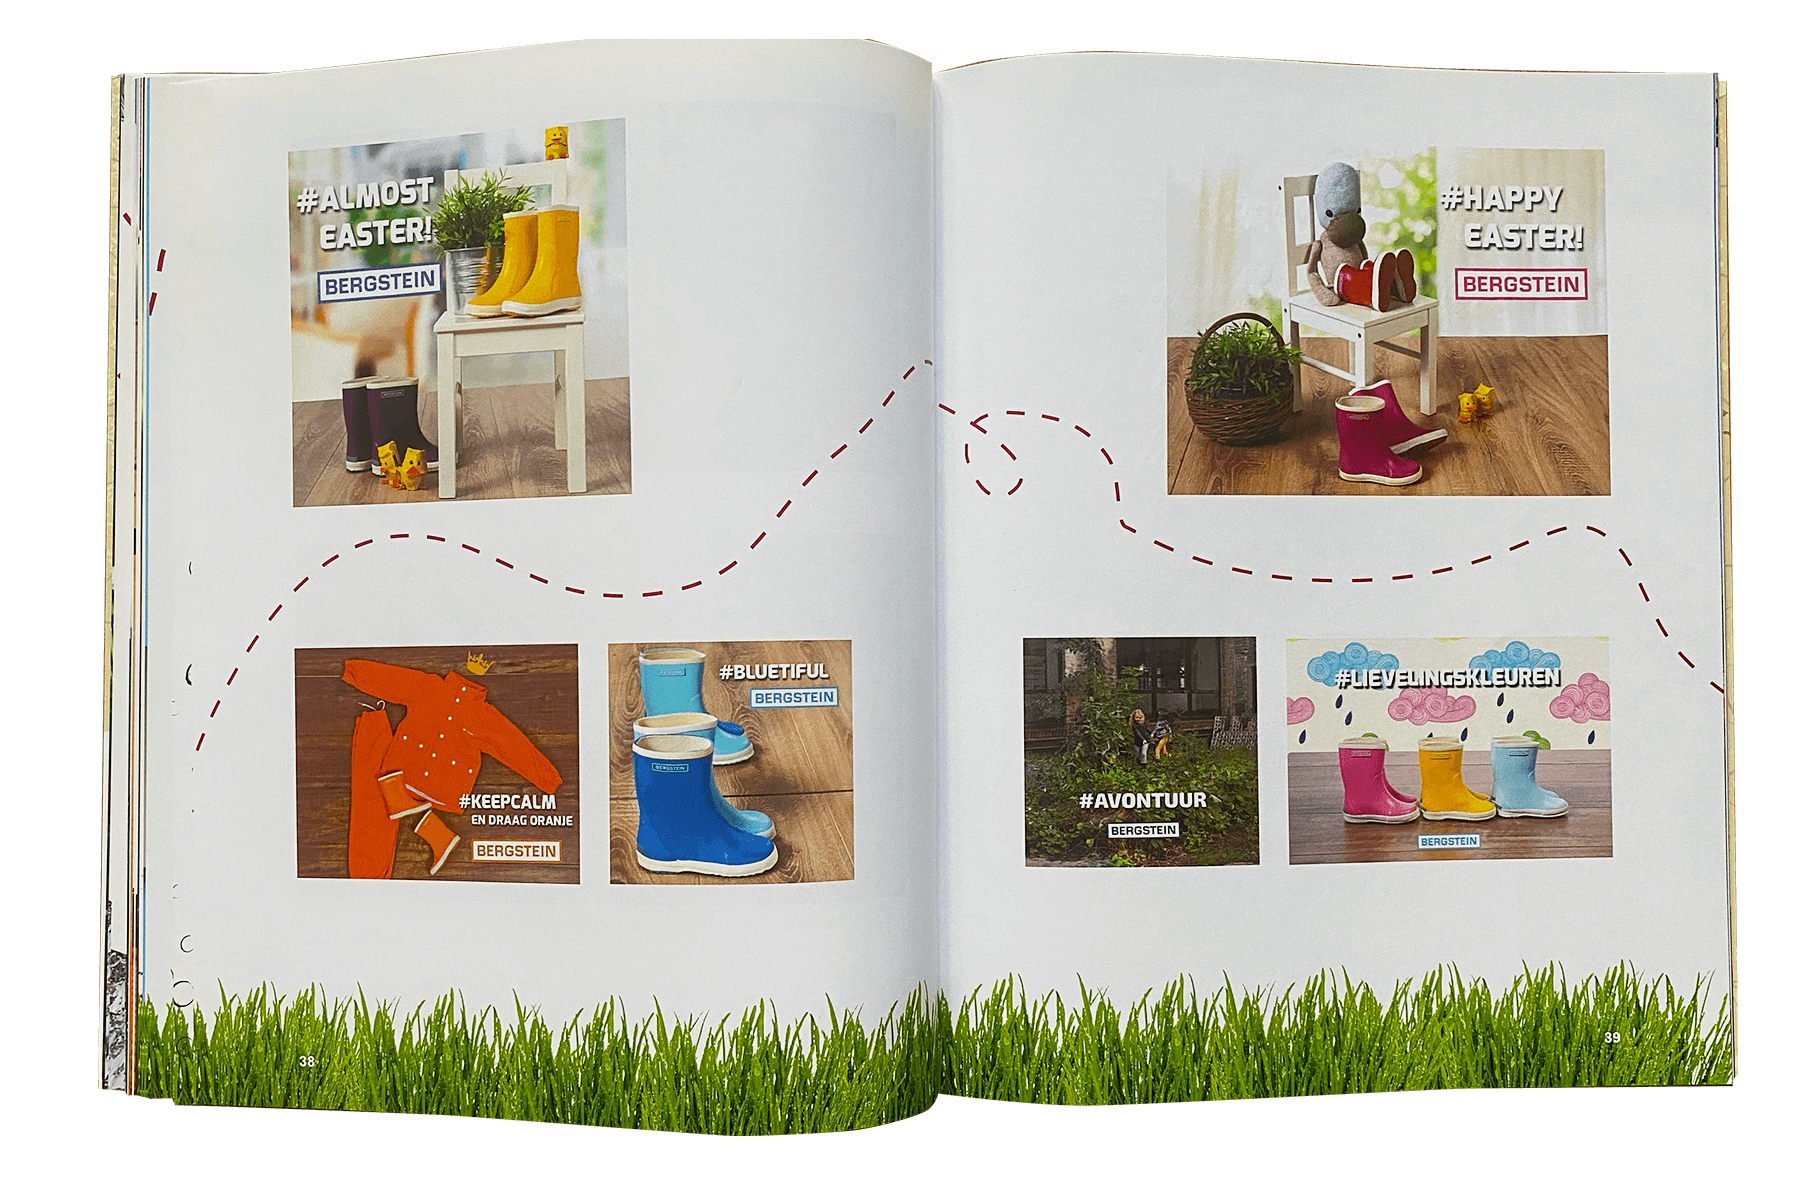 #ALMOST
EASTER!
BERGSTEIN
#KEEPCALM
EN DRAAG ORANJE
BERGSTEIN
#BLUETIFUL
BERGSTEIN
BERGSTEIN
38
#HAPPY
EASTER!
BERGSTEIN
#AVONTUUR
BERGSTEIN
#LIEVELINGSKLEUREN
BERGSTEIN
39